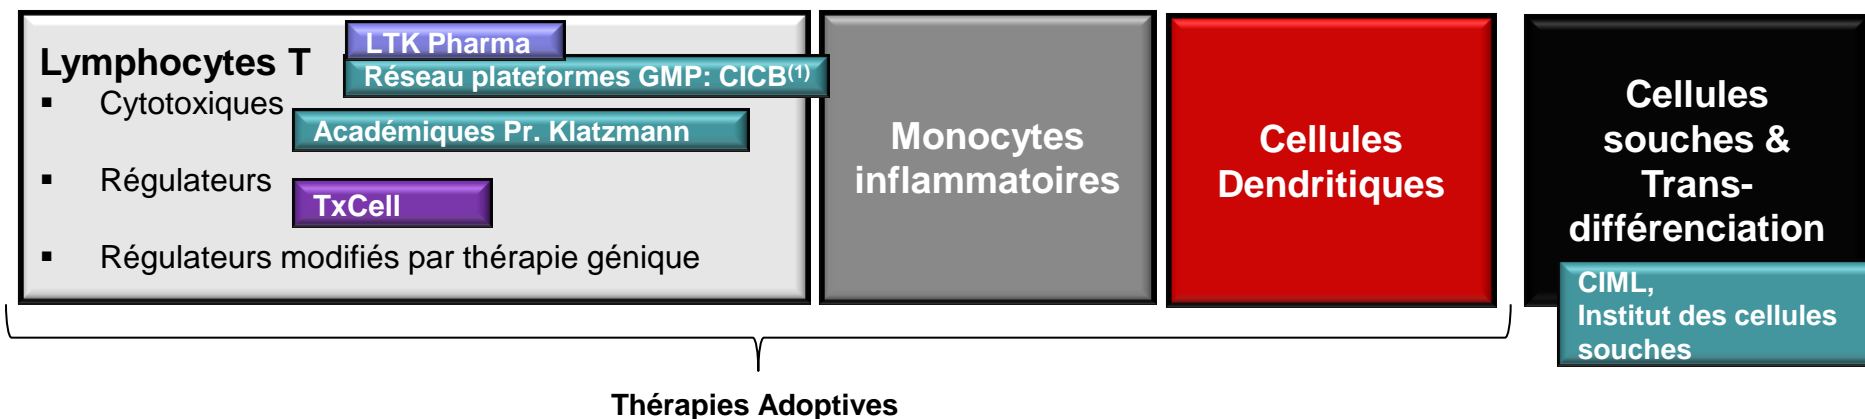 Lymphocytes T
LTK Pharma
Réseau plateformes GMP: CICB(1)
▪ Cytotoxiques
Académiques Pr. Klatzmann
▪ Régulateurs
TxCell
▪ Régulateurs modifiés par thérapie génique
Monocytes
inflammatoires
Cellules
Dendritiques
Cellules
souches &
Trans-
différenciation
CIML,
Institut des cellules
souches
Thérapies Adoptives